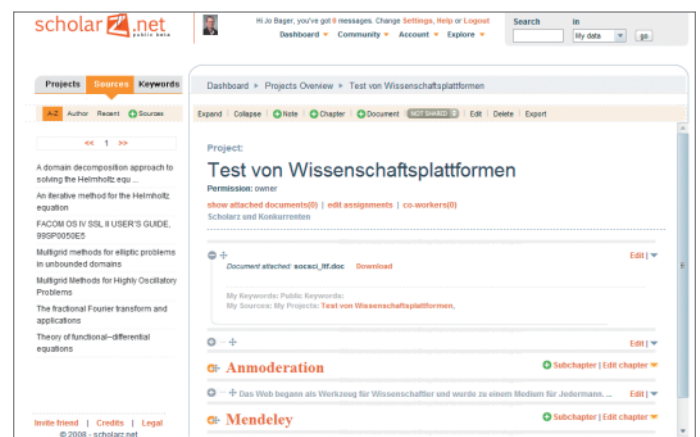 scholarZ.net
public beta
Hi Jo Bager, you've got 0 messages. Change Settings, Help or Logout
Dashboard Community Account Explore
Search in
My data go
Projects Sources Keywords
A-Z Author Recent Sources
<< 1 >>
A domain decomposition approach to
solving the Helmholtz equ ...
An iterative method for the Helmholtz
equation
FACOM OS IV SSL II USER'S GUIDE,
99SP0050E5
Multigrid methods for elliptic problems
in unbounded domains
Multigrid Methods for Highly Oscillatory
Problems
The fractional Fourier transform and
applications
Theory of functional–differential
equations
Invite friend | Credits | Legal
© 2008 - scholarz.net
Dashboard » Projects Overview » Test von Wissenschaftsplattformen
Expand | Collapse | Note | Chapter | Document | NOT SHARED | Edit | Delete | Export
Project:
Test von Wissenschaftsplattformen
Permission: owner
show attached documents(0) | edit assignments | co-workers(0)
Scholarz und Konkurrenten
Edit |
Document attached: socsci_litf.doc Download
My Keywords: Public Keywords:
My Sources: My Projects: Test von Wissenschaftsplattformen,
Edit |
Anmoderation Subchapter | Edit chapter
Das Web begann als Werkzeug für Wissenschaftler und wurde zu einem Medium für Jedermann. ... Edit |
Mendeley Subchapter | Edit chapter